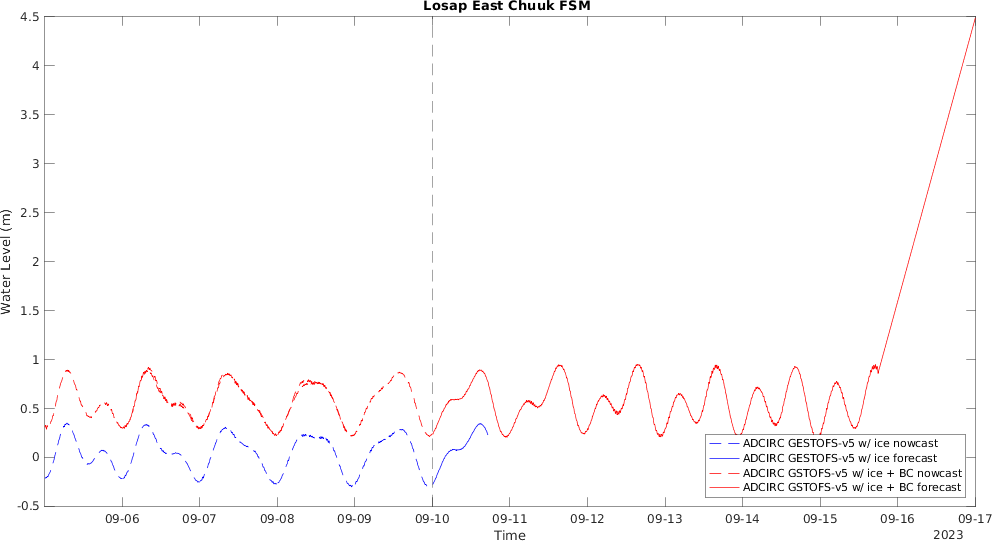 Losap East Chuuk FSM
4.5
4
3.5
3
2.5
2
1.5
1
0.5
0
-0.5
Water Level (m)
ADCIRC GESTOFS-v5 w/ ice nowcast
ADCIRC GESTOFS-v5 w/ ice forecast
ADCIRC GSTOFS-v5 w/ ice + BC nowcast
ADCIRC GSTOFS-v5 w/ ice + BC forecast
09-06 09-07 09-08 09-09 09-10 09-11 09-12 09-13 09-14 09-15 09-16 09-17
Time
2023